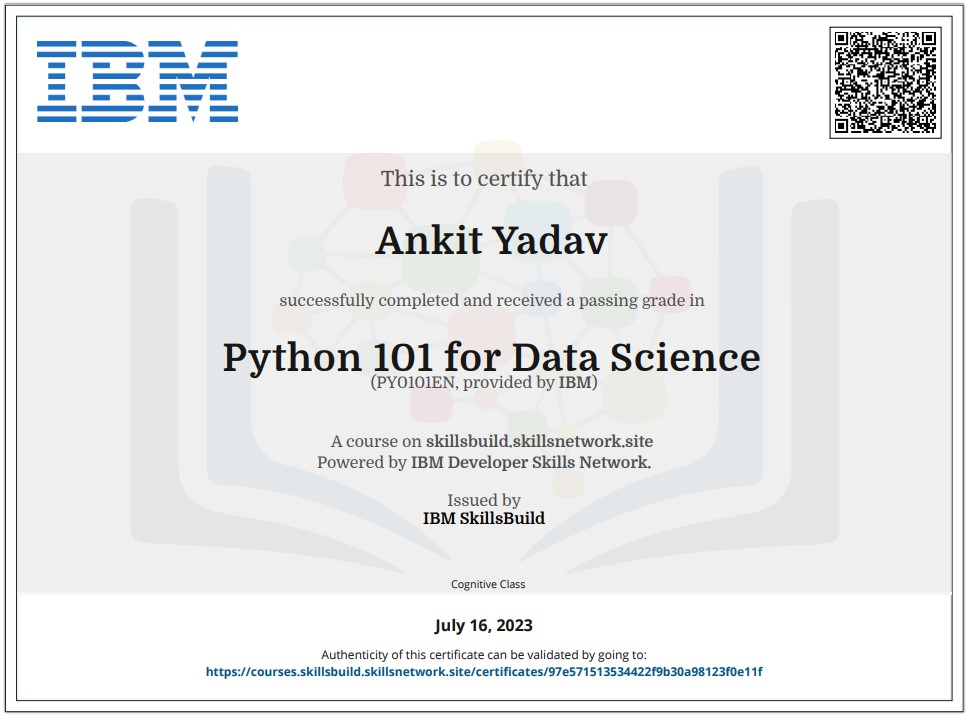 IBM
This is to certify that
Ankit Yadav
successfully completed and received a passing grade in
Python 101 for Data Science
(PY0101EN, provided by IBM)
A course on skillsbuild.skillsnetwork.site
Powered by IBM Developer Skills Network.
Issued by
IBM SkillsBuild
Cognitive Class
July 16, 2023
Authenticity of this certificate can be validated by going to:
https://courses.skillsbuild.skillsnetwork.site/certificates/97e571513534422f9b30a98123f0e11f